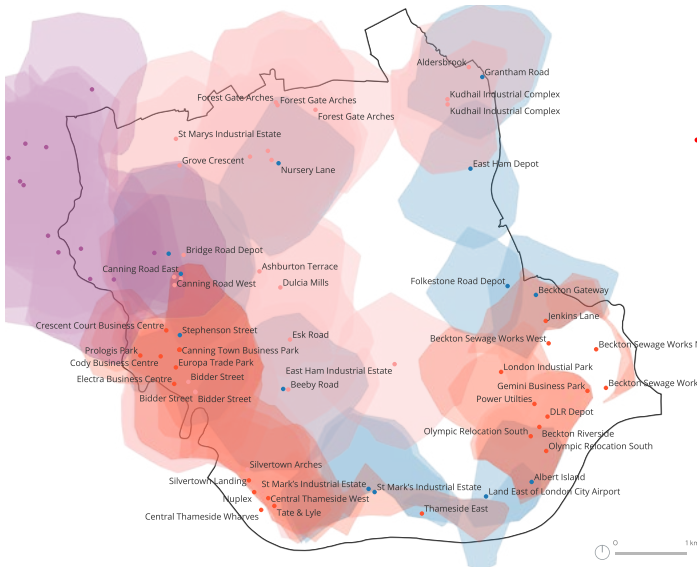 Aldersbrook
Grantham Road
Forest Gate Arches
Forest Gate Arches
Kudhail Industrial Complex
Kudhail Industrial Complex
Forest Gate Arches
St Marys Industrial Estate
Grove Crescent
Nursery Lane
East Ham Depot
Bridge Road Depot
Canning Road East
Canning Road West
Ashburton Terrace
Dulcia Mills
Folkestone Road Depot
Beckton Gateway
Jenkins Lane
Crescent Court Business Centre
Stephenson Street
Esk Road
Beckton Sewage Works West
Beckton Sewage Works
Prologis Park
Canning Town Business Park
Cody Business Centre
Europa Trade Park
Electra Business Centre
Bidder Street
East Ham Industrial Estate
Beeby Road
London Industial Park
Gemini Business Park
Beckton Sewage Work
Bidder Street
Bidder Street
Power Utilties
DLR Depot
Olympic Relocation South
Beckton Riverside
Olympic Relocation South
Silvertown Arches
Silvertown Landing
St Mark's Industrial Estate
St Mark's Industrial Estate
Albert Island
Land East of London City Airport
Nuplex
Central Thameside West
Tate & Lyle
Thameside East
Central Thameside Wharves
0
1 km